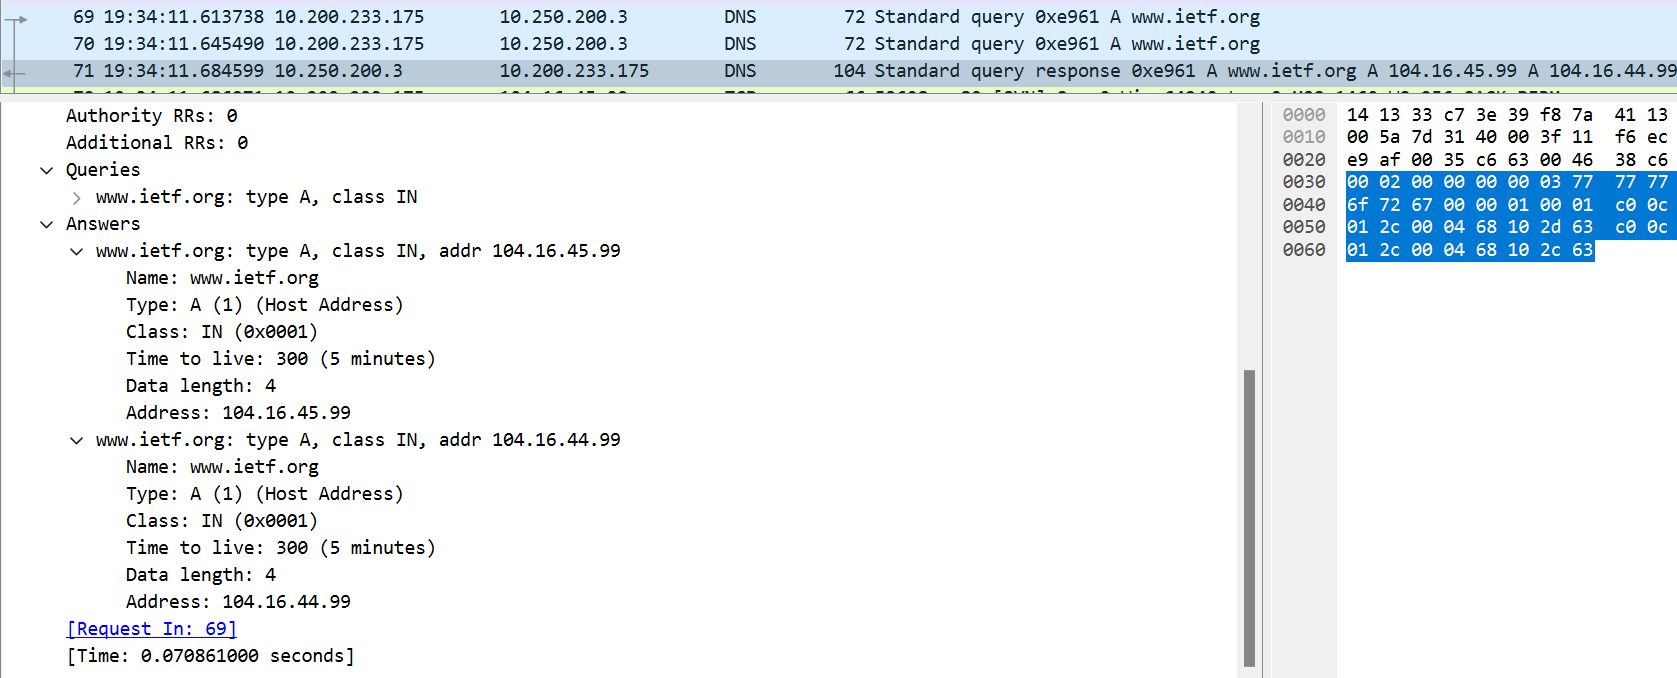 69 19:34:11.613738 10.200.233.175 10.250.200.3 DNS 72 Standard query 0xe961 A www.ietf.org
70 19:34:11.645490 10.200.233.175 10.250.200.3 DNS 72 Standard query 0xe961 A www.ietf.org
71 19:34:11.684599 10.250.200.3 10.200.233.175 DNS 104 Standard query response 0xe961 A www.ietf.org A 104.16.45.99 A 104.16.44.99
Authority RRs: 0
Additional RRs: 0
Queries
www.ietf.org: type A, class IN
Answers
www.ietf.org: type A, class IN, addr 104.16.45.99
Name: www.ietf.org
Type: A (1) (Host Address)
Class: IN (0x0001)
Time to live: 300 (5 minutes)
Data length: 4
Address: 104.16.45.99
www.ietf.org: type A, class IN, addr 104.16.44.99
Name: www.ietf.org
Type: A (1) (Host Address)
Class: IN (0x0001)
Time to live: 300 (5 minutes)
Data length: 4
Address: 104.16.44.99
[Request In: 69]
[Time: 0.070861000 seconds]
0000 14 13 33 c7 3e 39 f8 7a 41 13
0010 00 5a 7d 31 40 00 3f 11 f6 ec
0020 e9 af 00 35 c6 63 00 46 38 c6
0030 00 02 00 00 00 00 03 77 77 77
0040 6f 72 67 00 00 01 00 01 c0 0c
0050 01 2c 00 04 68 10 2d 63 c0 0c
0060 01 2c 00 04 68 10 2c 63